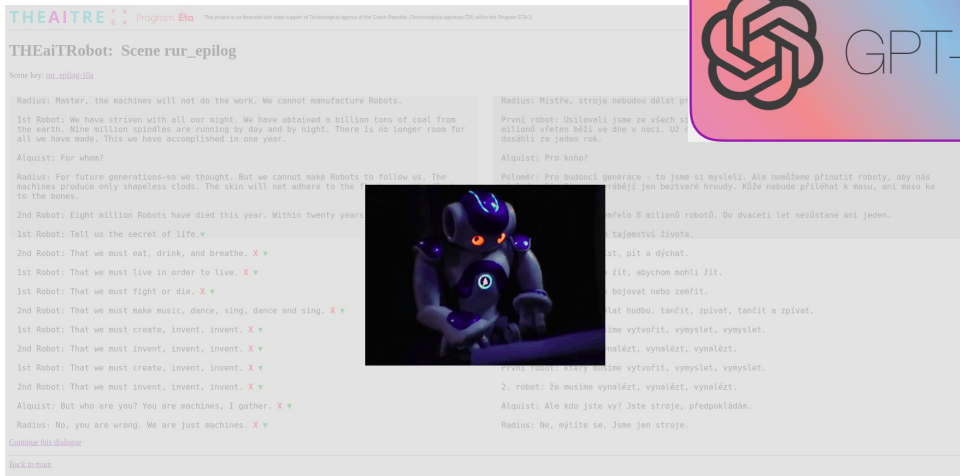 THEAITRE
Program Éta
This project is co-financed with state support of Technological agency of the Czech Republic (Technologická agentura ČR) within the Program ÉTA 3.
GPT-
THEaiTRobot: Scene rur_epilog
Scene key:
Radius: Master, the machines will not do the work. We cannot manufacture Robots.
1st Robot: We have striven with all our might. We have obtained a billion tons of coal from
the earth. Nine million spindles are running by day and by night. There is no longer room for
all we have made. This we have accomplished in one year.
Alquist: For whom?
Radius: For future generations—so we thought. But we cannot make Robots to follow us. The
machines produce only shapeless clods. The skin will not adhere to the
to the bones.
2nd Robot: Eight million Robots have died this year. Within twenty years
1st Robot: Tell us the secret of life.
2nd Robot: That we must eat, drink, and breathe. X
1st Robot: That we must live in order to live. X
1st Robot: That we must fight or die. X
2nd Robot: That we must make music, dance, sing, dance and sing. X
1st Robot: That we must create, invent, invent. X
2nd Robot: That we must invent, invent, invent. X
1st Robot: That we must create, invent, invent. X
2nd Robot: That we must invent, invent, invent. X
Alquist: But who are you? You are machines, I gather. X
Radius: No, you are wrong. We are just machines. X
Radius: Mistře, stroje nebudou dělat
První robot: Usilovali jsme ze všech
milionů vřeten běží ve dne v noci. Už
dosáhli za jeden rok.
Alquist: Pro koho?
Poloměr: Pro budoucí generace - to jsme si mysleli. Ale nemůžeme přinutit roboty, aby nás
jen beztvaré hroudy. Kůže nebude přiléhat k masu, ani maso ke
8 milionů robotů. Do dvaceti let nezůstane ani jeden.
tajemství života.
pít a dýchat.
žít, abychom mohli žít.
bojovat nebo zemřít.
hudbu, tančit, zpívat, tančit a zpívat.
vytvořit, vymyslet, vymyslet.
vynalézt, vynalézt.
První robot: který musíme vytvořit, vymyslet, vymyslet.
2. robot: že musíme vynalézt, vynalézt, vynalézt.
Alquist: Ale kdo jste vy? Jste stroje, předpokládám.
Radius: Ne, mýlíte se. Jsme jen stroje.
Continue this dialogue
Back to main